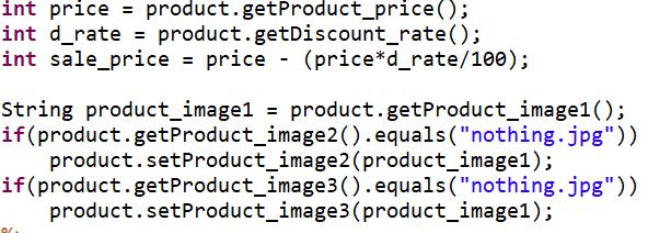 int price = product.getProduct_price();
int d_rate = product.getDiscount_rate();
int sale_price = price - (price*d_rate/100);

String product_image1 = product.getProduct_image1();
if(product.getProduct_image2().equals("nothing.jpg"))
    product.setProduct_image2(product_image1);
if(product.getProduct_image3().equals("nothing.jpg"))
    product.setProduct_image3(product_image1);